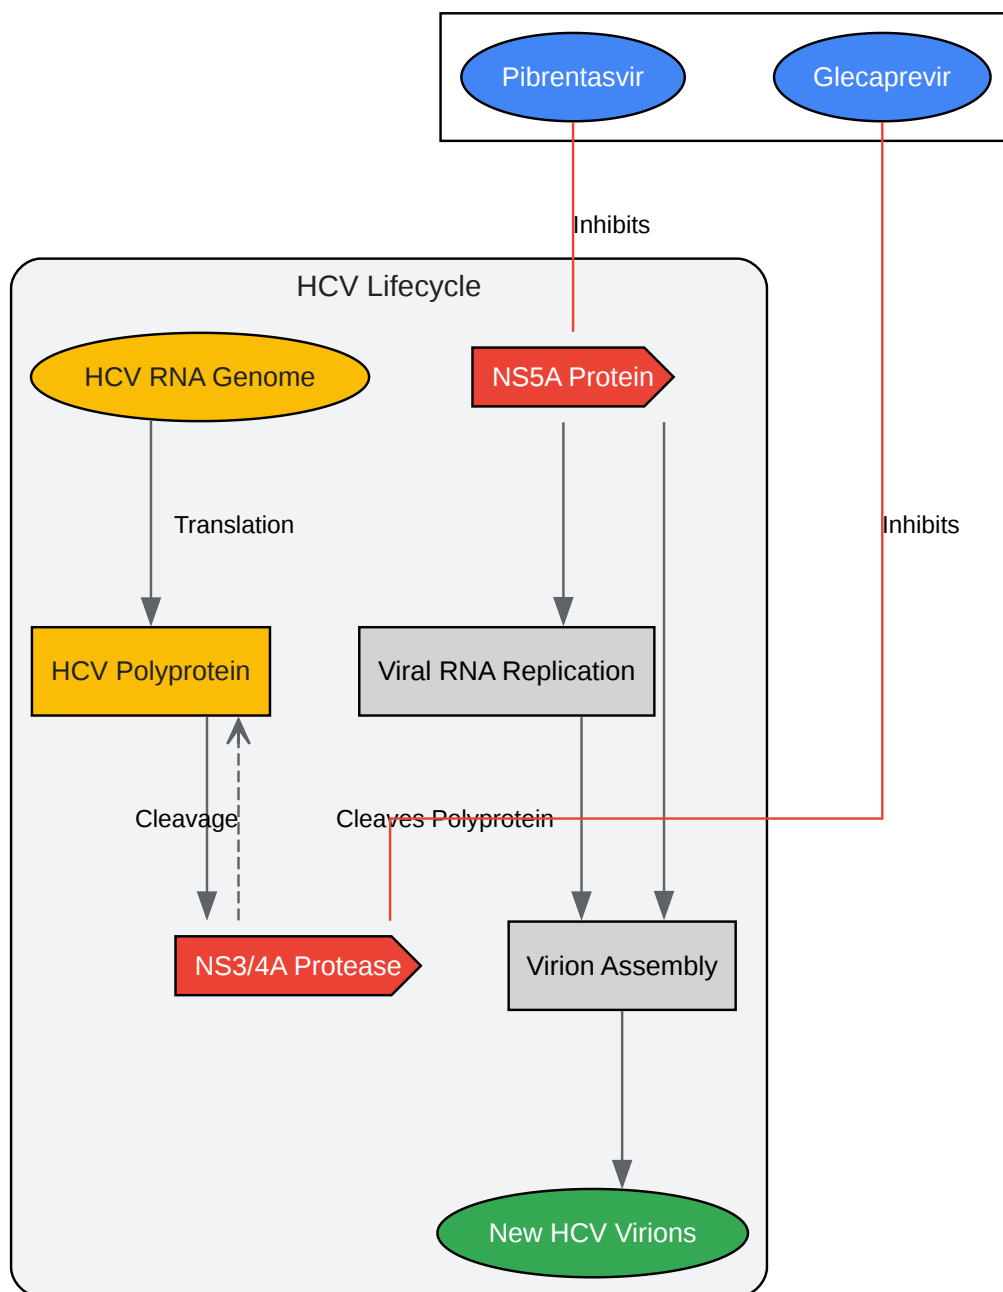 Pibrentasvir
Glecaprevir
Inhibits
HCV Lifecycle
HCV RNA Genome
NS5A Protein
Translation
Inhibits
HCV Polyprotein
Viral RNA Replication
Cleavage
Cleaves Polyprotein
NS3/4A Protease
Virion Assembly
New HCV Virions